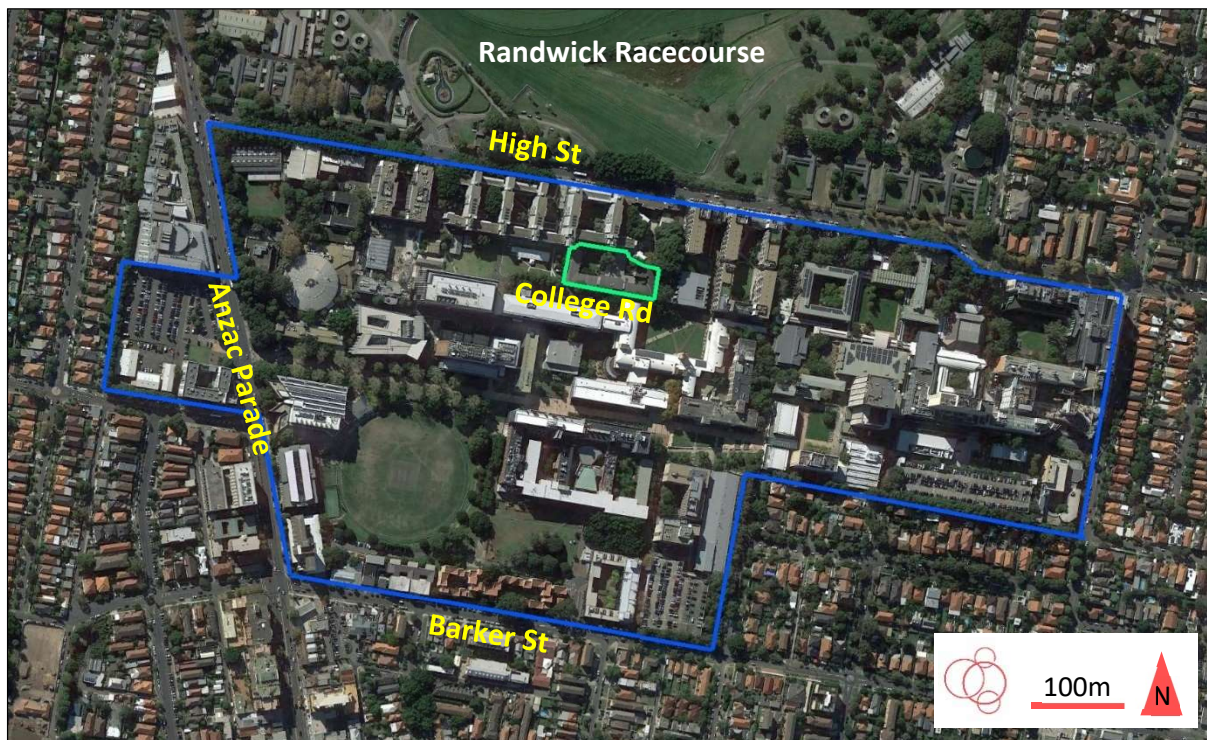 Randwick Racecourse
High St
College Rd
Anzac Parade
Barker St
100m
N